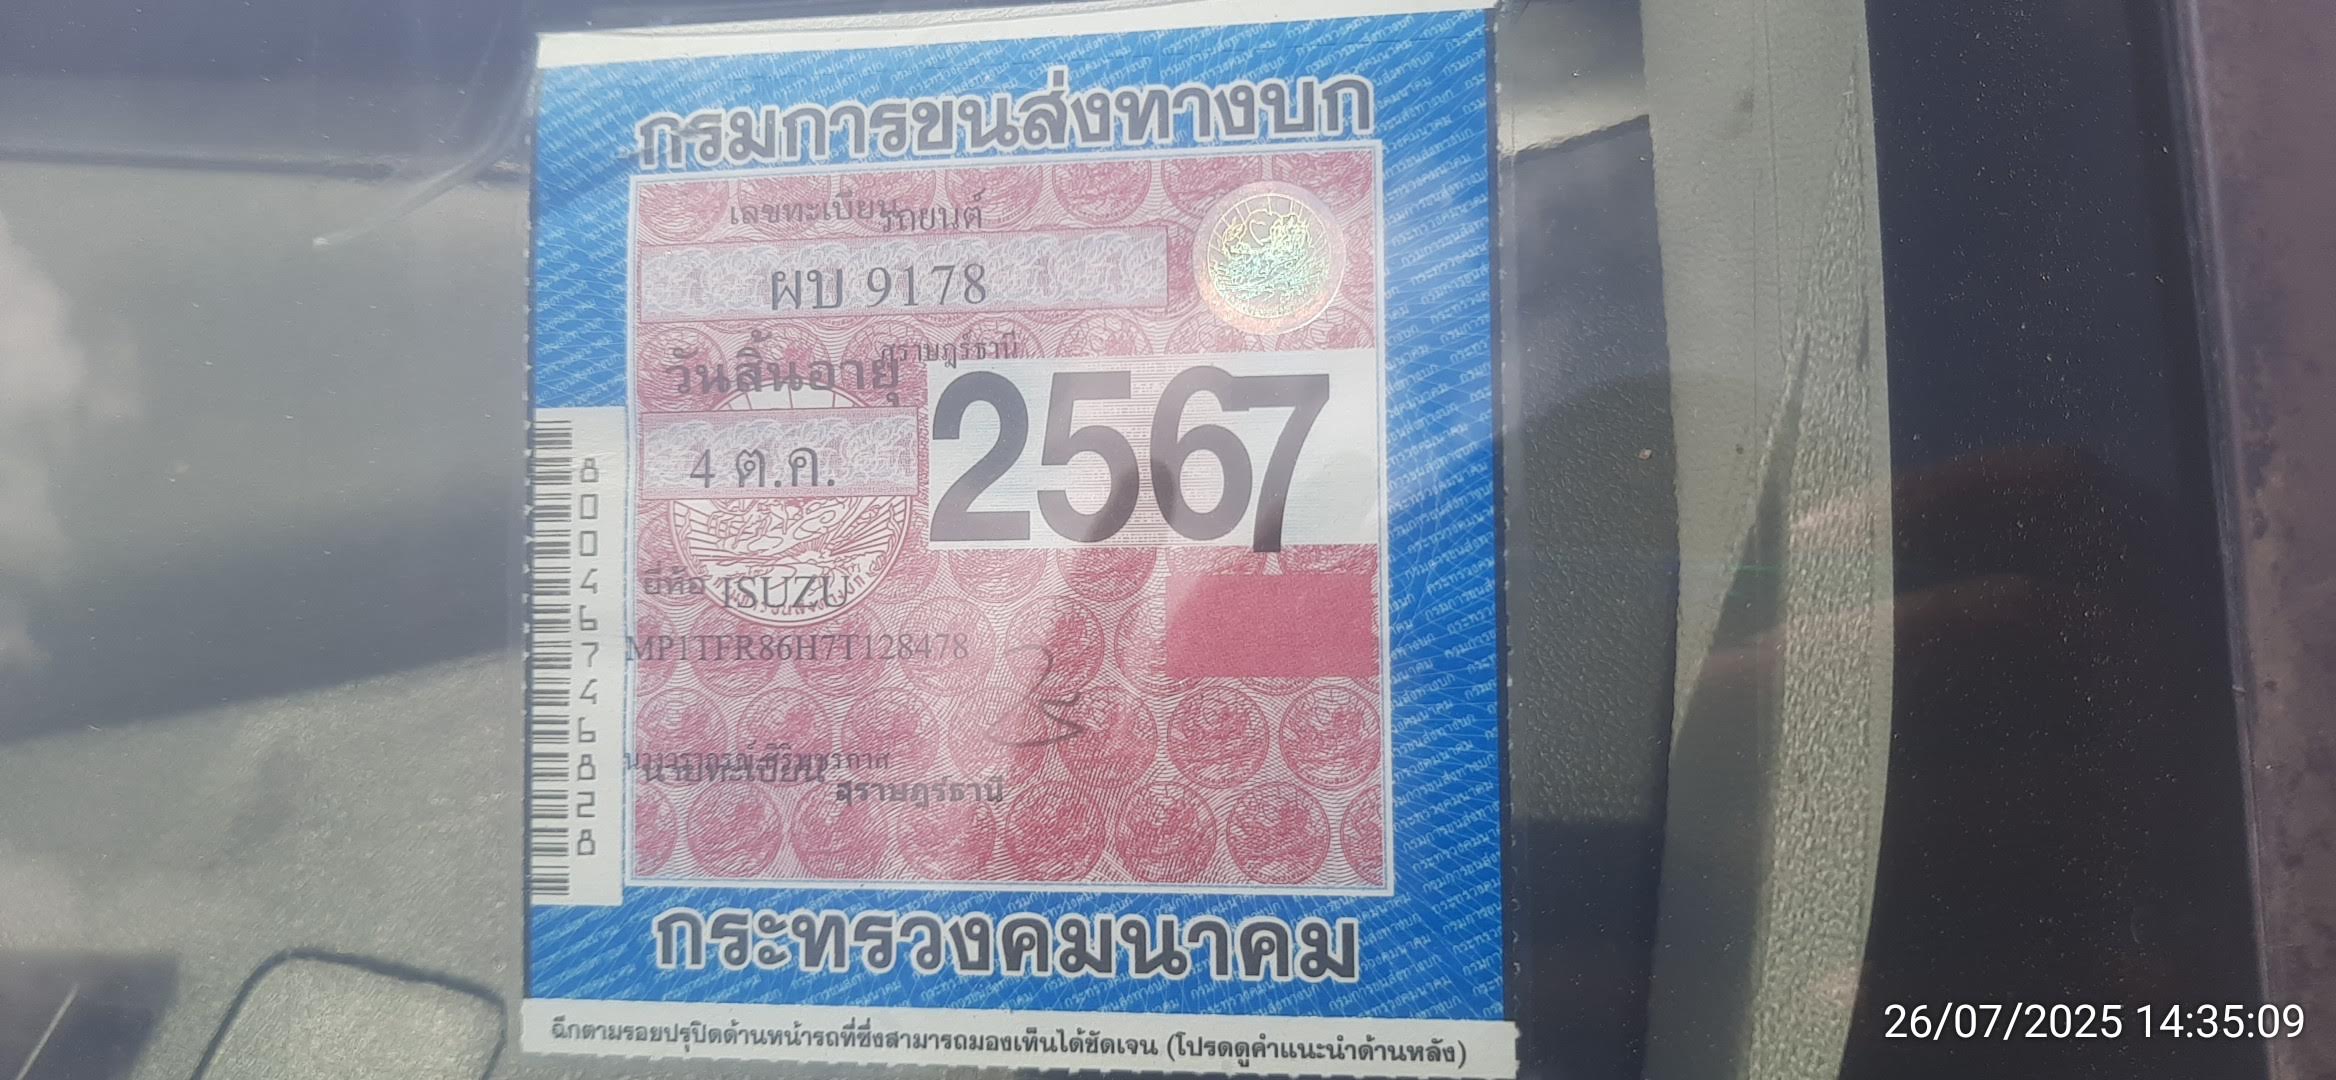 กรมการขนส่งทางบก
เลขทะเบียนรถยนต์
ผบ 9178
สุราษฎร์ธานี
วันสิ้นอายุ
2567
4 ต.ค.
ยี่ห้อ ISUZU
MP1TFR86H7T128478
นายทะเบียน
สุราษฎร์ธานี
80046746828
กระทรวงคมนาคม
ฉีกตามรอยปรุปิดด้านหน้ารถที่ซึ่งสามารถมองเห็นได้ชัดเจน (โปรดดูคำแนะนำด้านหลัง)
26/07/2025 14:35:09